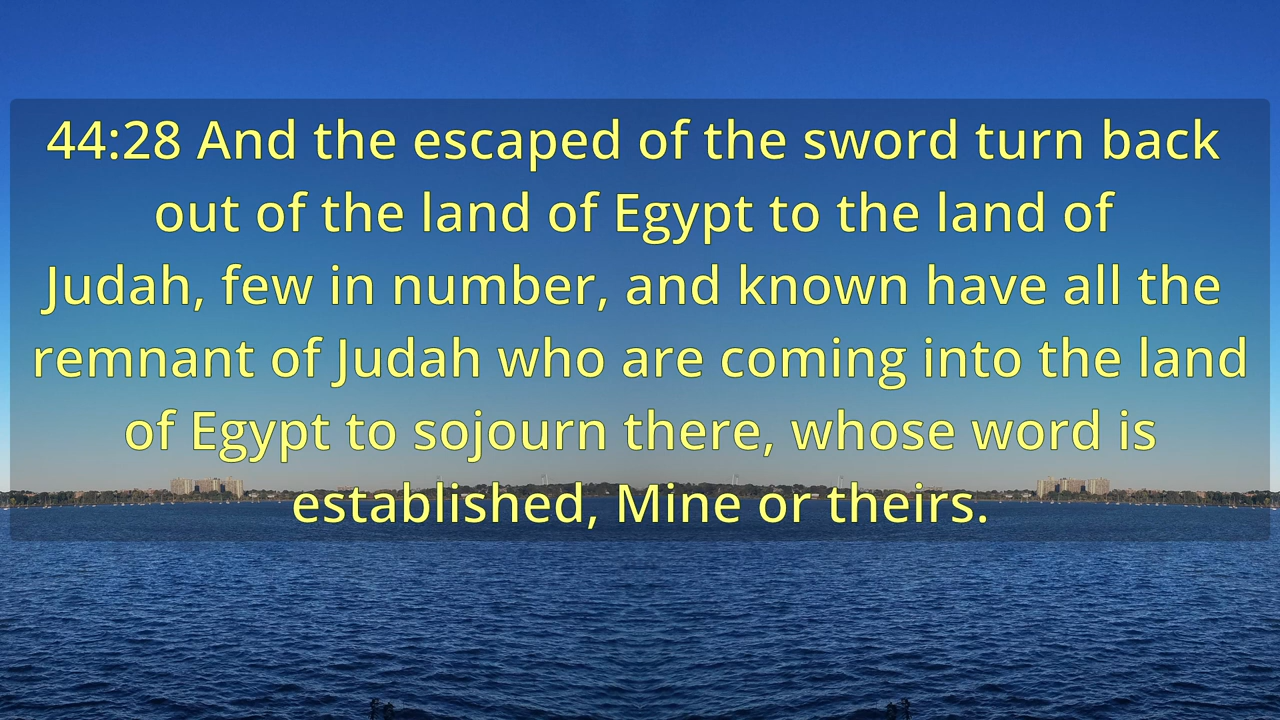 44:28 And the escaped of the sword turn back
out of the land of Egypt to the land of
Judah, few in number, and known have all the
remnant of Judah who are coming into the land
of Egypt to sojourn there, whose word is
established, Mine or theirs.